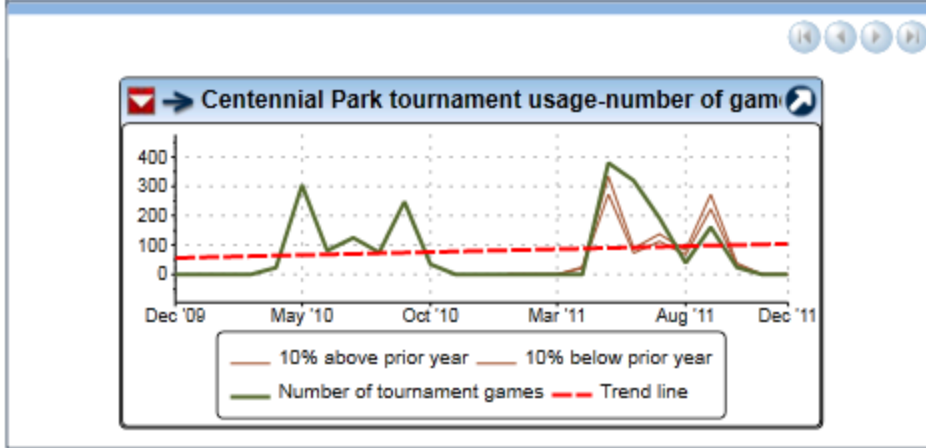 Centennial Park tournament usage-number of gam
400
300
200
100
0
Dec '09 May '10 Oct '10 Mar '11 Aug '11 Dec '11
10% above prior year 10% below prior year
Number of tournament games Trend line